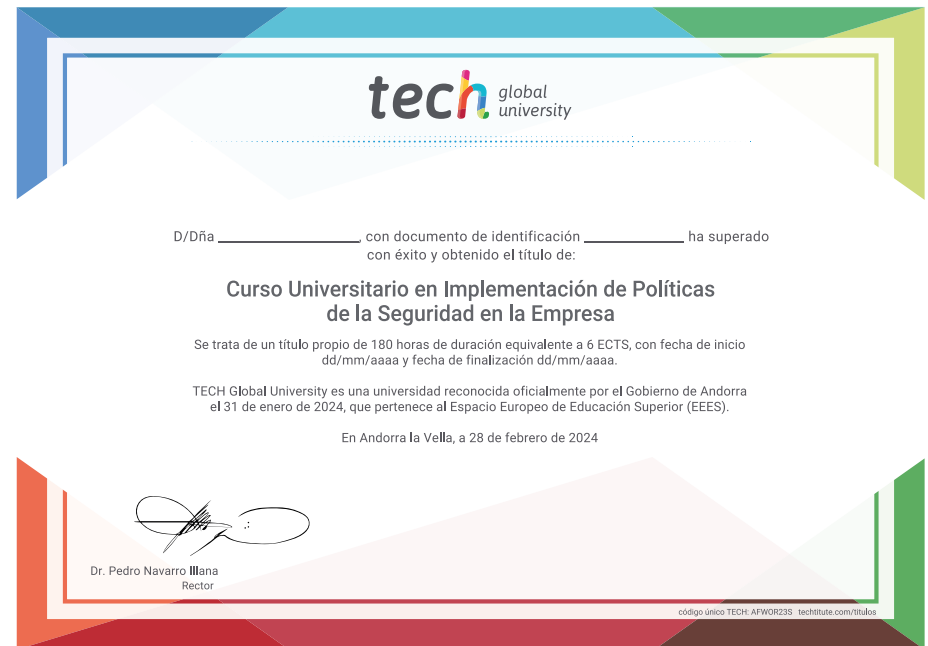 tech global university
D/Dña ____________________, con documento de identificación ______________ ha superado
con éxito y obtenido el título de:
Curso Universitario en Implementación de Políticas
de la Seguridad en la Empresa
Se trata de un título propio de 180 horas de duración equivalente a 6 ECTS, con fecha de inicio
dd/mm/aaaa y fecha de finalización dd/mm/aaaa.
TECH Global University es una universidad reconocida oficialmente por el Gobierno de Andorra
el 31 de enero de 2024, que pertenece al Espacio Europeo de Educación Superior (EEES).
En Andorra la Vella, a 28 de febrero de 2024
Dr. Pedro Navarro Illana
Rector
código único TECH: AFWOR23S techtitute.com/titulos